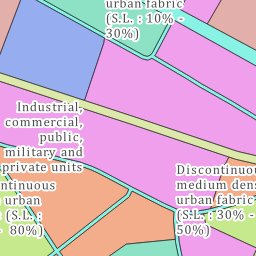 urban fabric
(S.L. : 10% -
30%)
Industrial,
commercial,
public,
military and
private units
Discontinuous
medium dens
urban fabric
(S.L. : 30% -
50%)
ntinuous
urban
(S.L. :
- 80%)